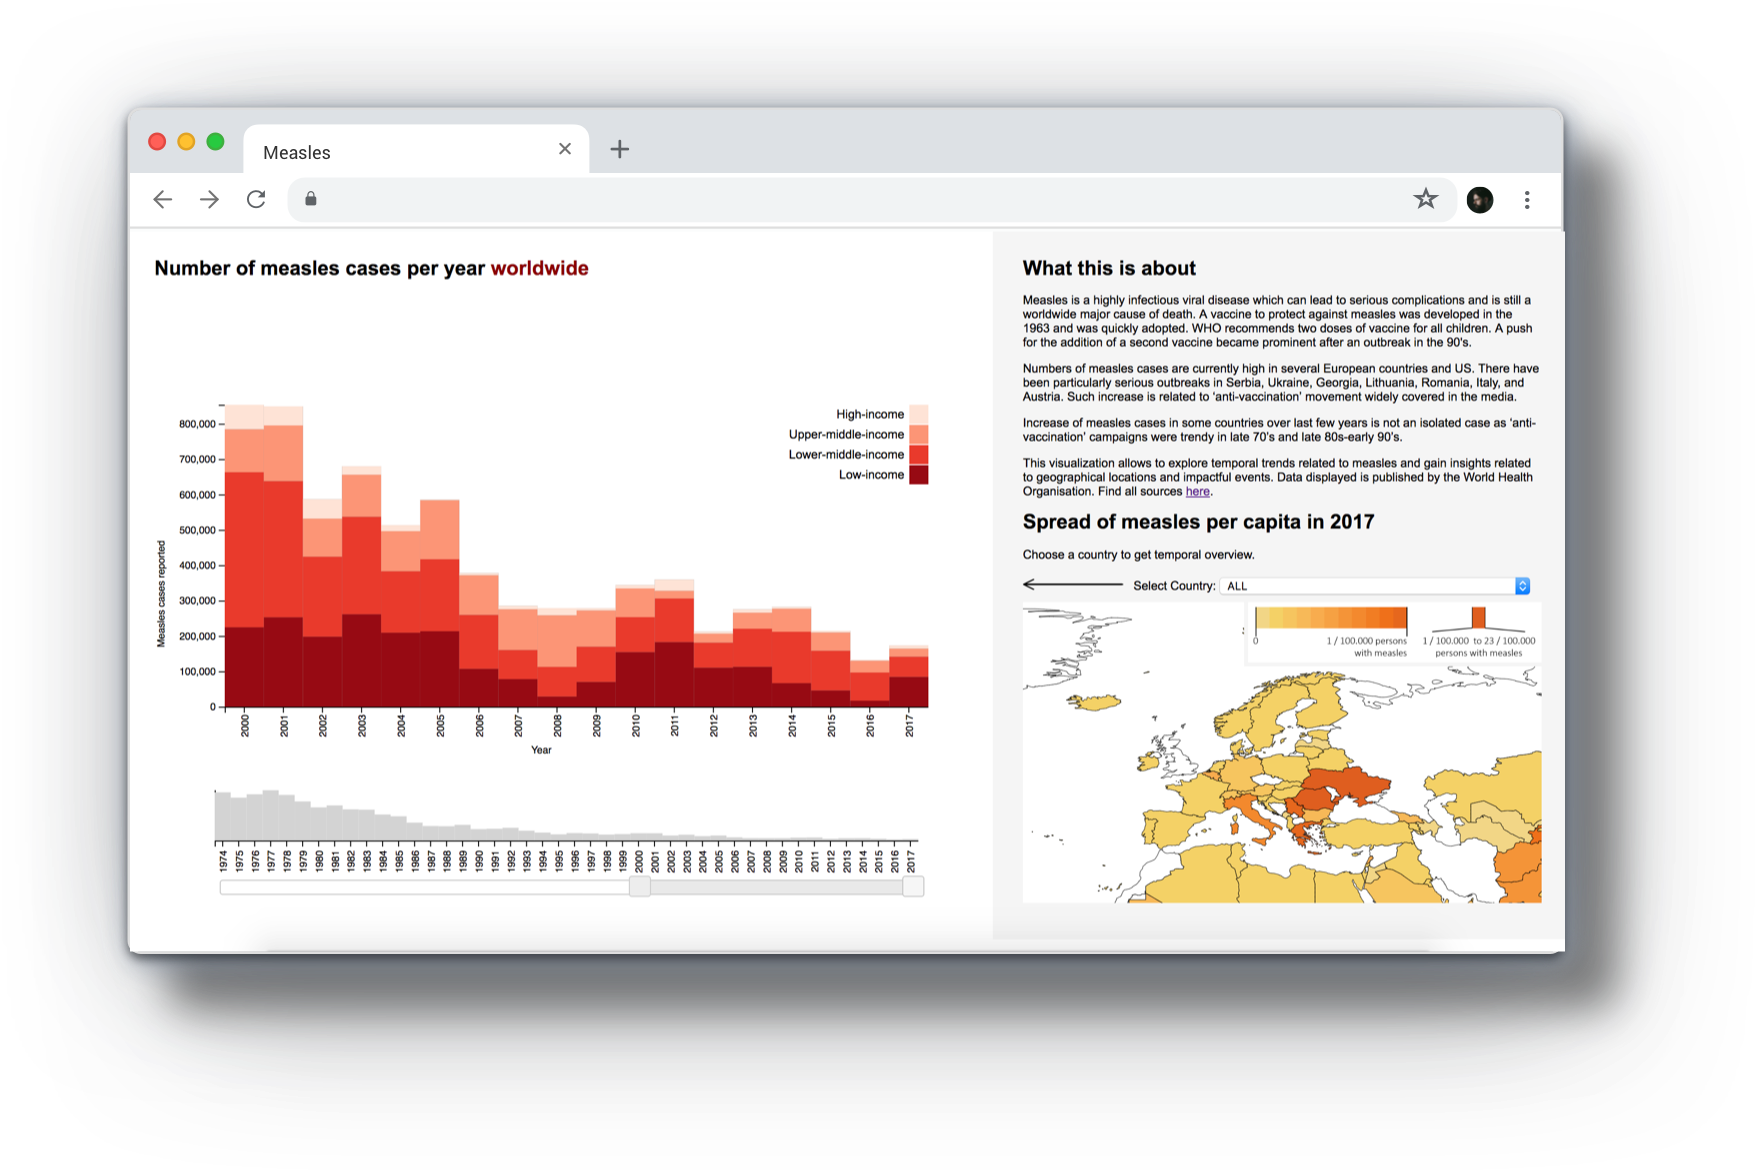 Measles
Number of measles cases per year worldwide
High-income
Upper-middle-income
Lower-middle-income
Low-income
800,000
700,000
600,000
500,000
400,000
300,000
200,000
100,000
0
Measles cases reported
2000 2001 2002 2003 2004 2005 2006 2007 2008 2009 2010 2011 2012 2013 2014 2015 2016 2017
Year
1974 1975 1976 1977 1978 1979 1980 1981 1982 1983 1984 1985 1986 1987 1988 1989 1990 1991 1992 1993 1994 1995 1996 1997 1998 1999 2000 2001 2002 2003 2004 2005 2006 2007 2008 2009 2010 2011 2012 2013 2014 2015 2016 2017
What this is about
Measles is a highly infectious viral disease which can lead to serious complications and is still a
worldwide major cause of death. A vaccine to protect against measles was developed in the
1963 and was quickly adopted. WHO recommends two doses of vaccine for all children. A push
for the addition of a second vaccine became prominent after an outbreak in the 90's.
Numbers of measles cases are currently high in several European countries and US. There have
been particularly serious outbreaks in Serbia, Ukraine, Georgia, Lithuania, Romania, Italy, and
Austria. Such increase is related to 'anti-vaccination' movement widely covered in the media.
Increase of measles cases in some countries over last few years is not an isolated case as 'anti-
vaccination' campaigns were trendy in late 70's and late 80s-early 90's.
This visualization allows to explore temporal trends related to measles and gain insights related
to geographical locations and impactful events. Data displayed is published by the World Health
Organisation. Find all sources here.
Spread of measles per capita in 2017
Choose a country to get temporal overview.
Select Country: ALL
0
1 / 100.000 persons
with measles
1 / 100.000 to 23 / 100.000
persons with measles